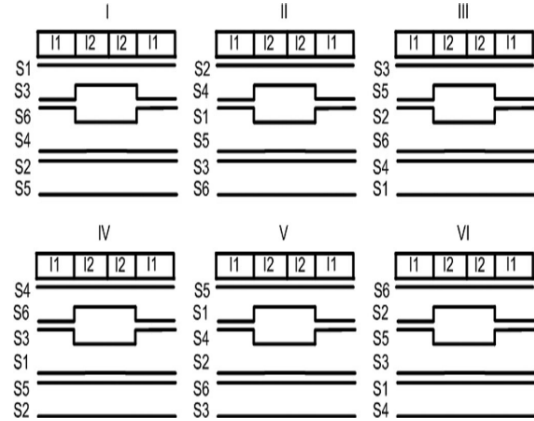 I II III
I1 I2 I2 I1 I1 I2 I2 I1 I1 I2 I2 I1
S1 S2 S3
S3 S4 S5
S6 S1 S2
S4 S5 S6
S2 S3 S4
S5 S6 S1
IV V VI
I1 I2 I2 I1 I1 I2 I2 I1 I1 I2 I2 I1
S4 S5 S6
S6 S1 S2
S3 S4 S5
S1 S2 S3
S5 S6 S1
S2 S3 S4